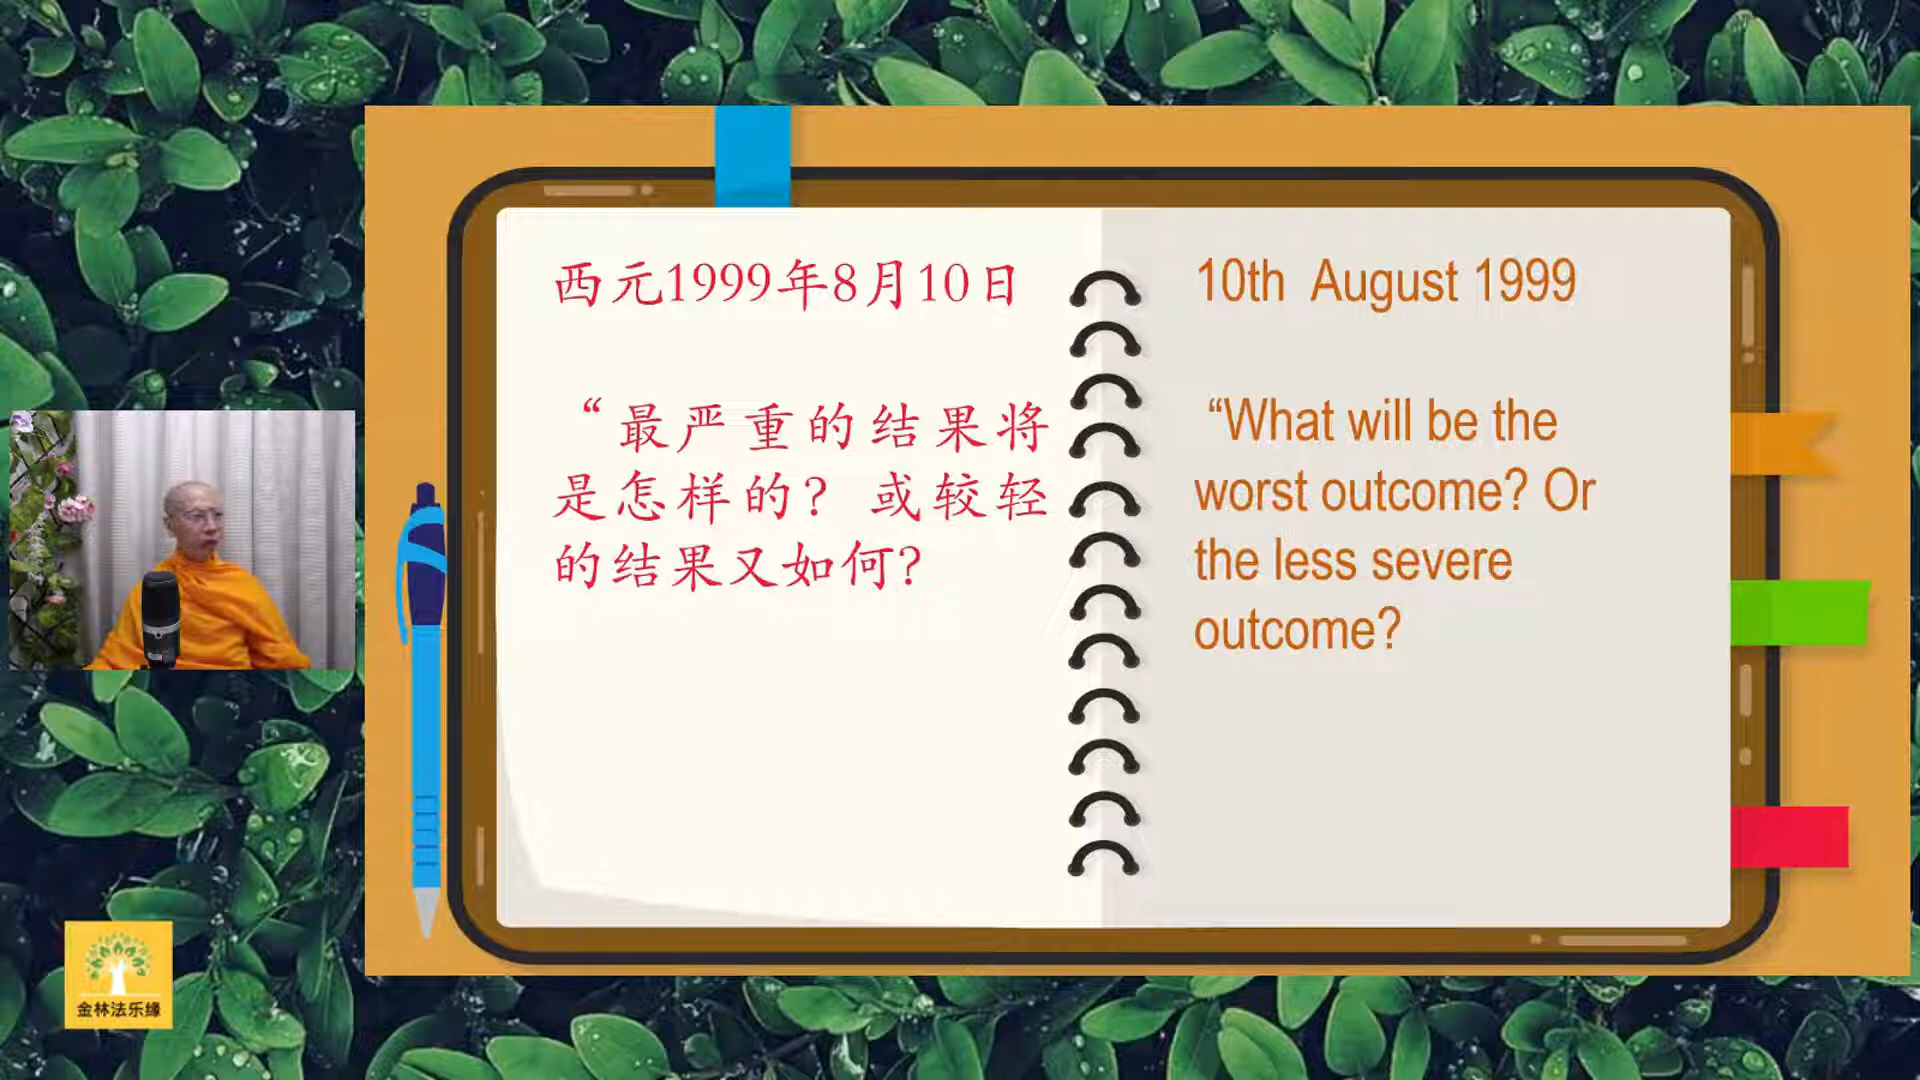 西元1999年8月10日
“最严重的结果将
是怎样的？或较轻
的结果又如何?
10th August 1999
“What will be the
worst outcome? Or
the less severe
outcome?
金林法乐缘